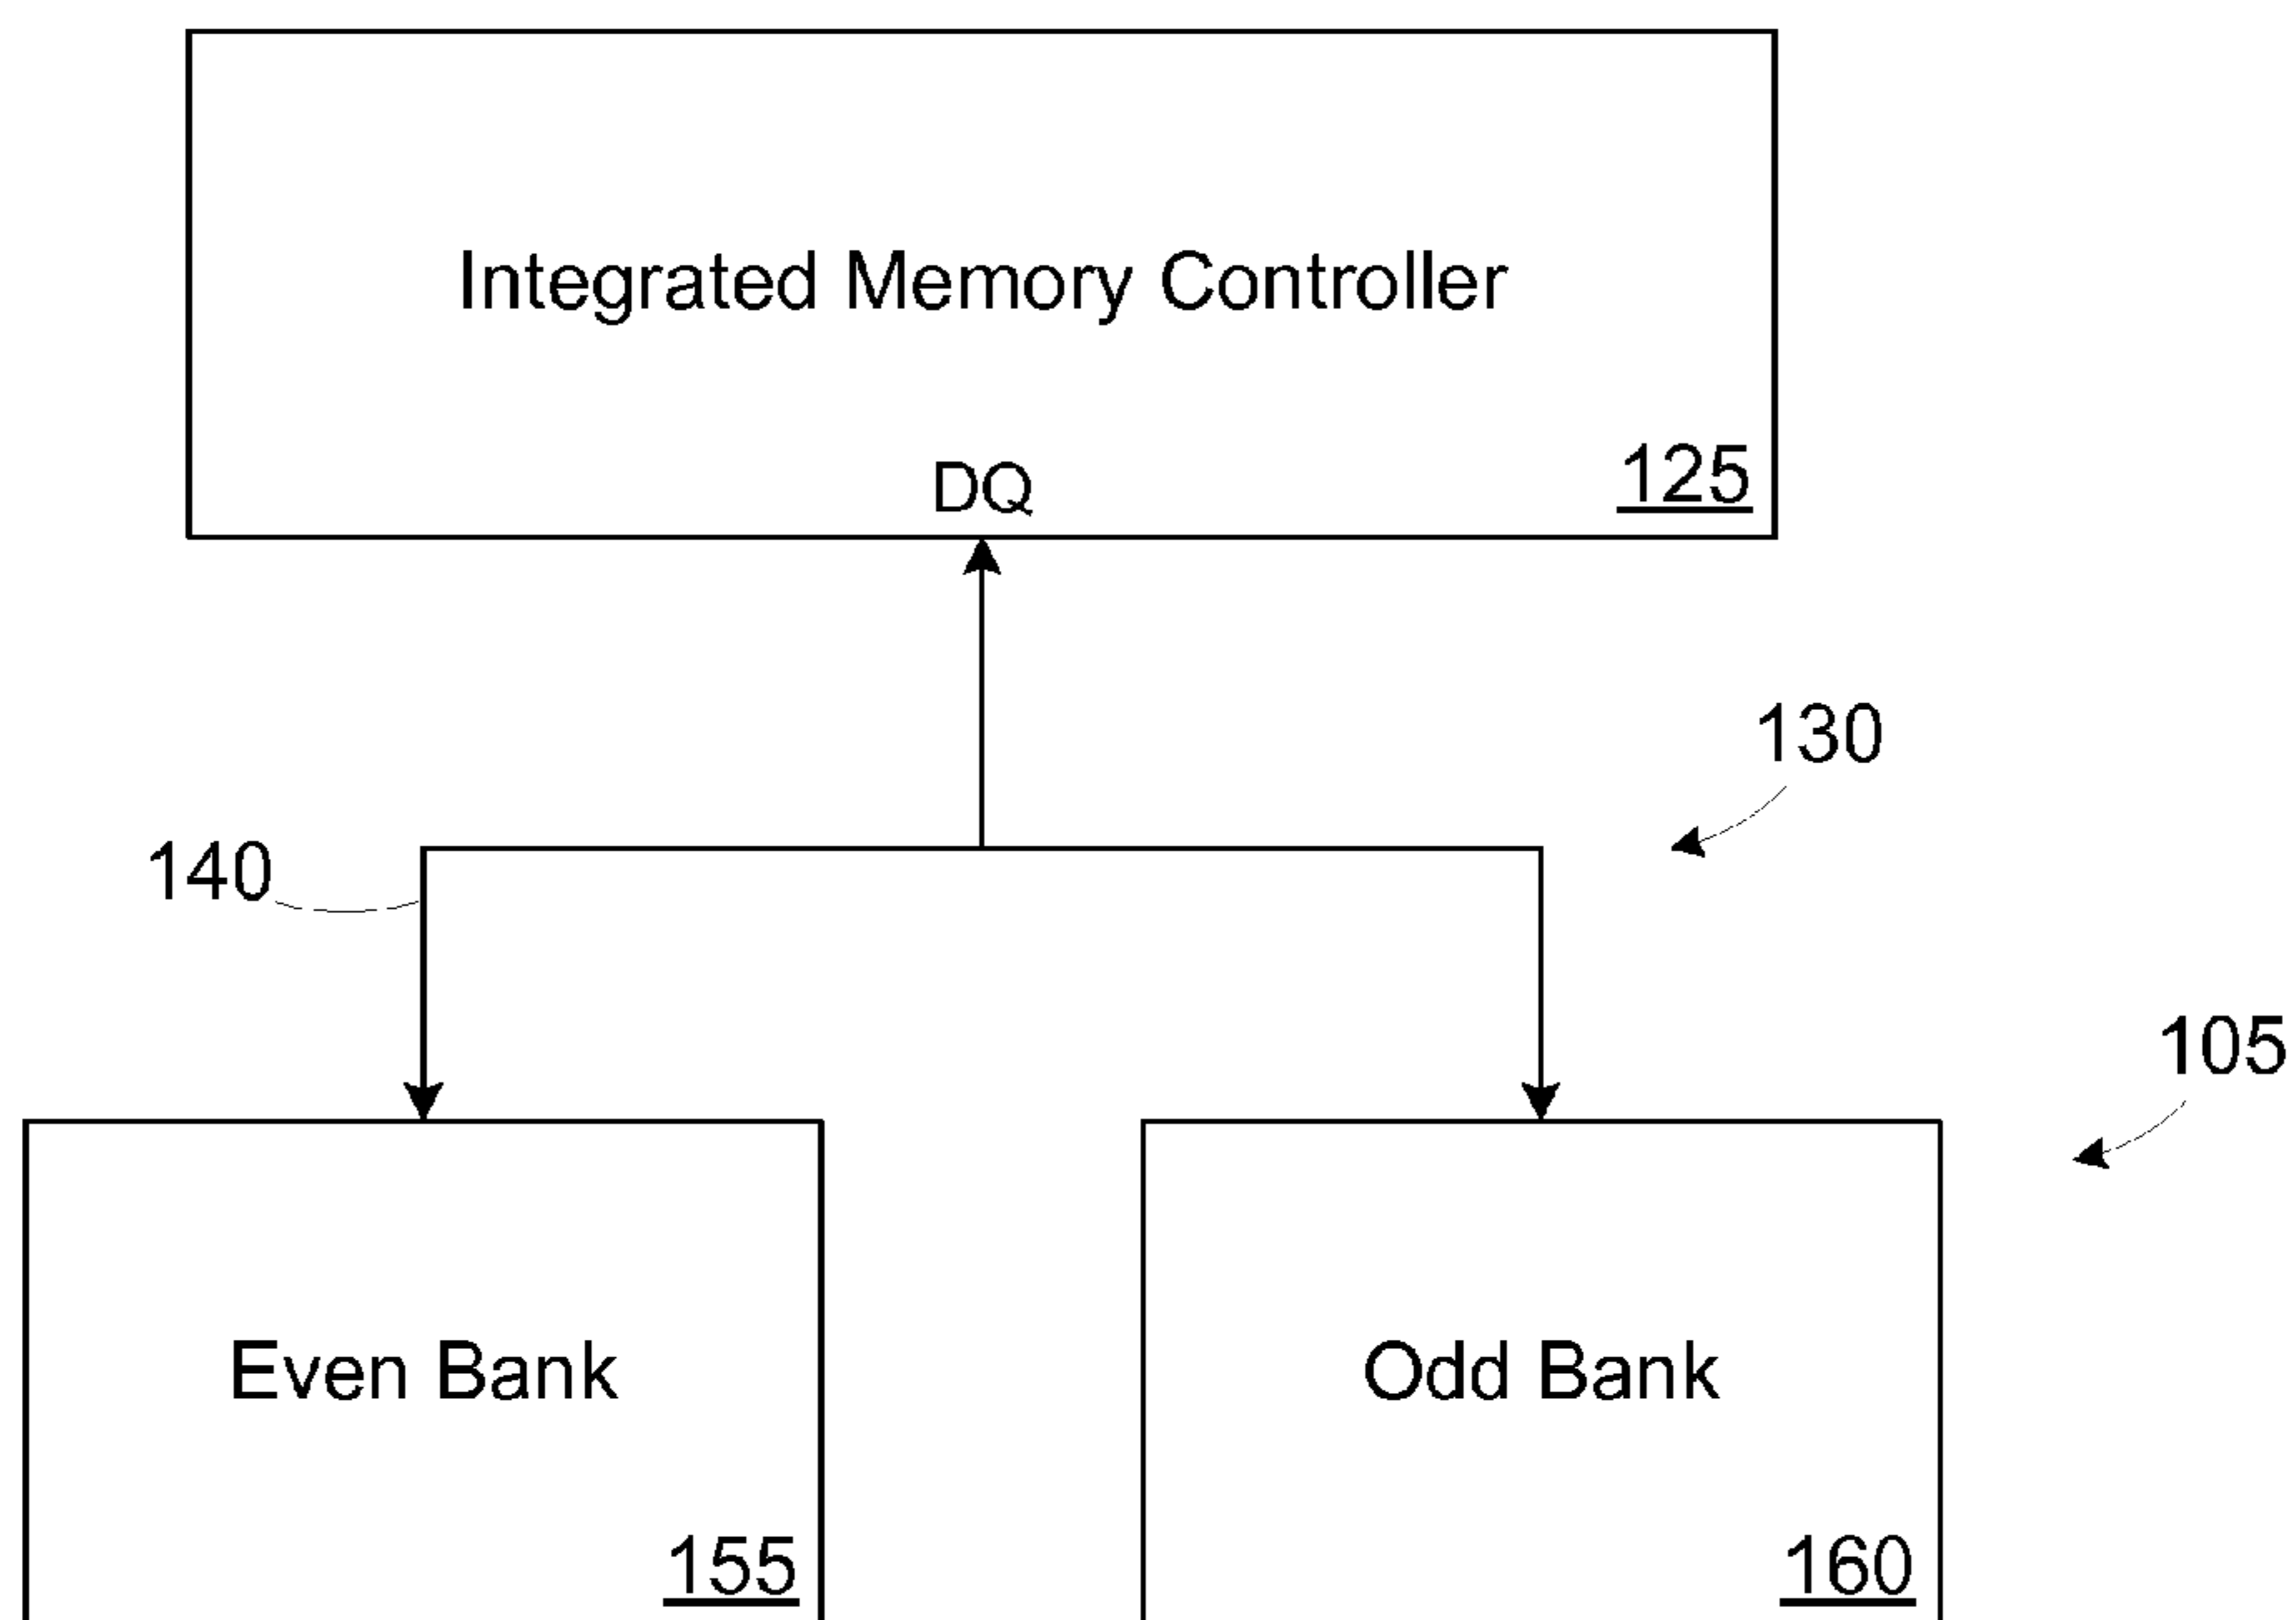 Integrated Memory Controller
DQ
125
130
140
105
Even Bank
Odd Bank
155
160